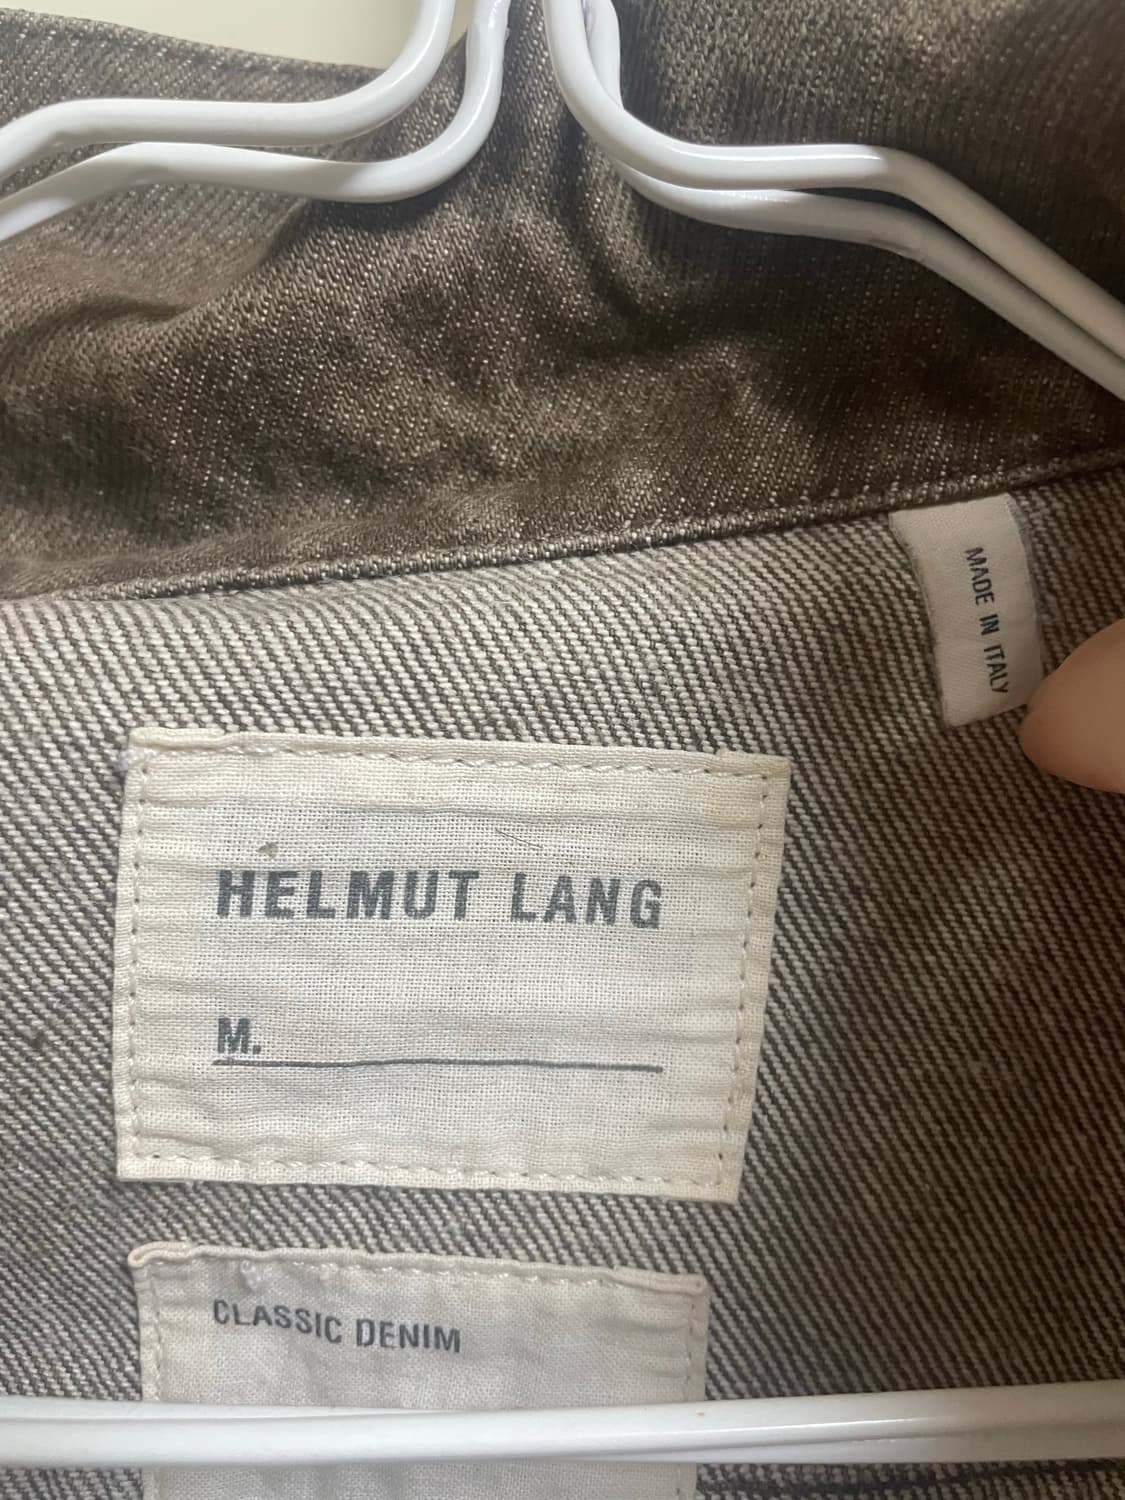 MADE IN ITALY
HELMUT LANG
M.
CLASSIC DENIM